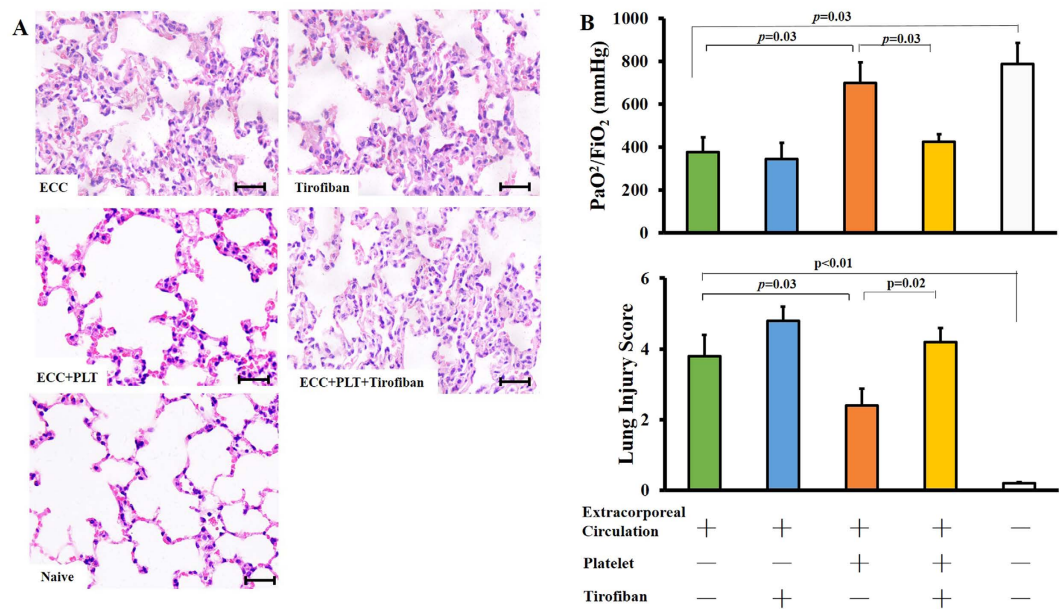 A
ECC
Tirofiban
ECC+PLT
ECC+PLT+Tirofiban
Naive
B
PaO²/FiO₂ (mmHg)
1000
800
600
400
200
0
p=0.03
p=0.03
p=0.03
Lung Injury Score
6
4
2
0
p<0.01
p=0.03
p=0.02
Extracorporeal
Circulation + + + + —
Platelet — — + + —
Tirofiban — + — + —